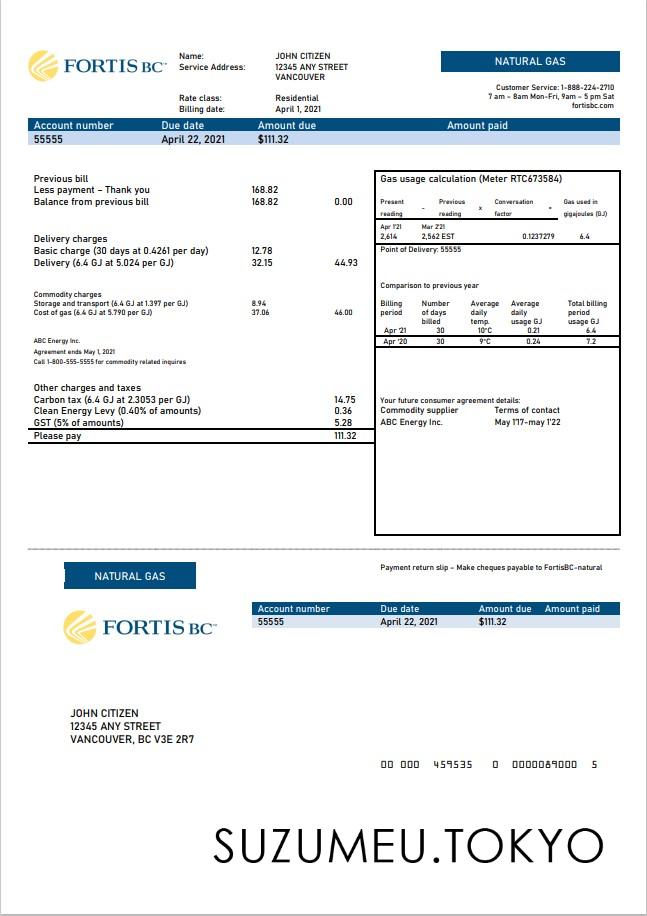 FORTIS BC™
Name: JOHN CITIZEN
Service Address: 12345 ANY STREET
VANCOUVER
Rate class: Residential
Billing date: April 1, 2021
NATURAL GAS
Customer Service: 1-888-224-2710
7 am – 8am Mon-Fri, 9am – 5 pm Sat
fortisbc.com
Account number Due date Amount due Amount paid
55555 April 22, 2021 $111.32
Previous bill
Less payment – Thank you 168.82
Balance from previous bill 168.82 0.00
Delivery charges
Basic charge (30 days at 0.4261 per day) 12.78
Delivery (6.4 GJ at 5.024 per GJ) 32.15 44.93
Commodity charges
Storage and transport (6.4 GJ at 1.397 per GJ) 8.94
Cost of gas (6.4 GJ at 5.790 per GJ) 37.06 46.00
ABC Energy Inc.
Agreement ends May 1, 2021
Call 1-800-555-5555 for commodity related inquires
Other charges and taxes
Carbon tax (6.4 GJ at 2.3053 per GJ) 14.75
Clean Energy Levy (0.40% of amounts) 0.36
GST (5% of amounts) 5.28
Please pay 111.32
Gas usage calculation (Meter RTC673584)
Present Previous Conversation Gas used in
reading – reading x factor = gigajoules (GJ)
Apr 1'21 Mar 2'21
2,614 2,562 EST 0.1237279 6.4
Point of Delivery: 55555
Comparison to previous year
Billing Number Average Average Total billing
period of days daily daily period
billed temp. usage GJ usage GJ
Apr '21 30 10°C 0.21 6.4
Apr '20 30 9°C 0.24 7.2
Your future consumer agreement details:
Commodity supplier Terms of contact
ABC Energy Inc. May 1'17-may 1'22
NATURAL GAS
Payment return slip – Make cheques payable to FortisBC-natural
FORTIS BC™
Account number Due date Amount due Amount paid
55555 April 22, 2021 $111.32
JOHN CITIZEN
12345 ANY STREET
VANCOUVER, BC V3E 2R7
00 000 459535 0 0000089000 5
SUZUMEU.TOKYO